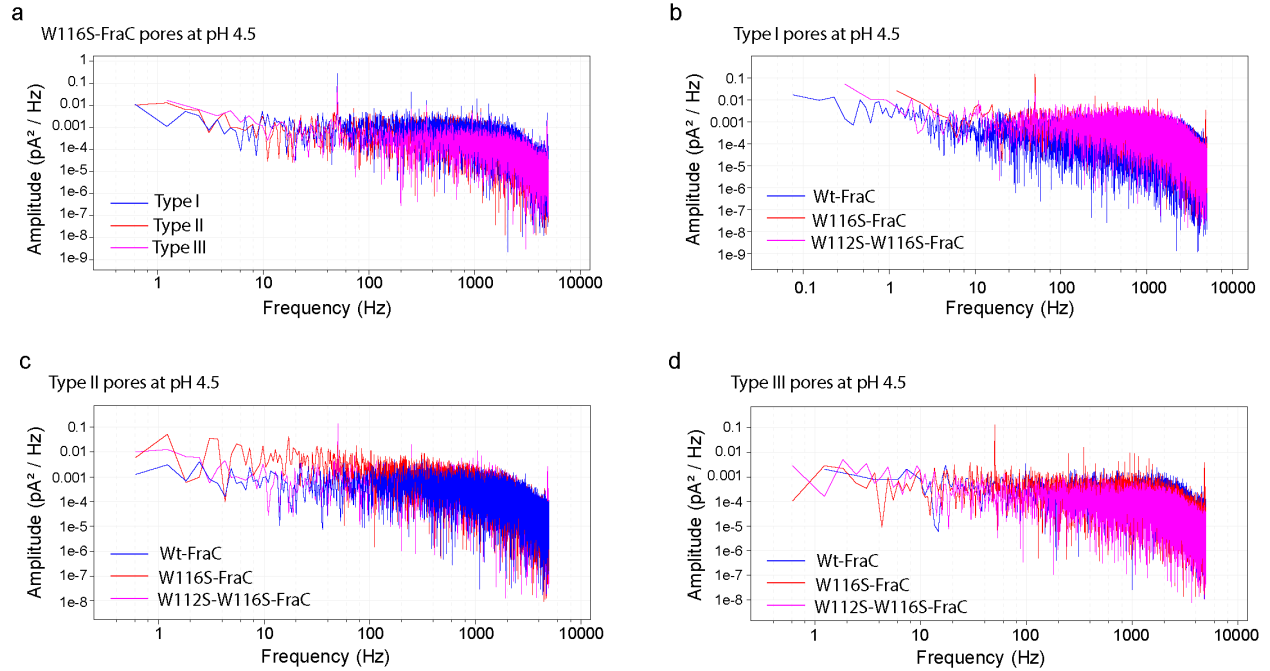 a
W116S-FraC pores at pH 4.5
Amplitude (pA² / Hz)
1
0.1
0.01
0.001
1e-4
1e-5
1e-6
1e-7
1e-8
1e-9
Type I
Type II
Type III
1 10 100 1000 10000
Frequency (Hz)
b
Type I pores at pH 4.5
Amplitude (pA² / Hz)
0.1
0.01
0.001
1e-4
1e-5
1e-6
1e-7
1e-8
1e-9
Wt-FraC
W116S-FraC
W112S-W116S-FraC
0.1 1 10 100 1000 10000
Frequency (Hz)
c
Type II pores at pH 4.5
Amplitude (pA² / Hz)
0.1
0.01
0.001
1e-4
1e-5
1e-6
1e-7
1e-8
Wt-FraC
W116S-FraC
W112S-W116S-FraC
1 10 100 1000 10000
Frequency (Hz)
d
Type III pores at pH 4.5
Amplitude (pA² / Hz)
0.1
0.01
0.001
1e-4
1e-5
1e-6
1e-7
1e-8
Wt-FraC
W116S-FraC
W112S-W116S-FraC
1 10 100 1000 10000
Frequency (Hz)